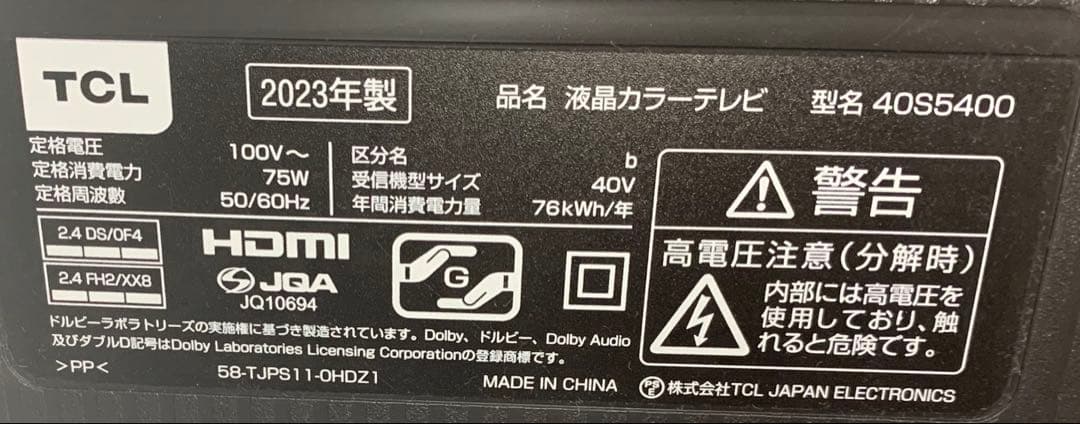 TCL
2023年製
品名 液晶カラーテレビ 型名 40S5400
定格電圧 100V～
定格消費電力 75W
定格周波数 50/60Hz
区分名 b
受信機型サイズ 40V
年間消費電力量 76kWh/年
2.4 DS/OF4
2.4 FH2/XX8
HDMI
JQA
JQ10694
G
警告
高電圧注意(分解時)
内部には高電圧を
使用しており、触
れると危険です。
ドルビーラボラトリーズの実施権に基づき製造されています。Dolby、ドルビー、Dolby Audio
及びダブルD記号はDolby Laboratories Licensing Corporationの登録商標です。
>PP<
58-TJPS11-0HDZ1
MADE IN CHINA
PSE 株式会社TCL JAPAN ELECTRONICS